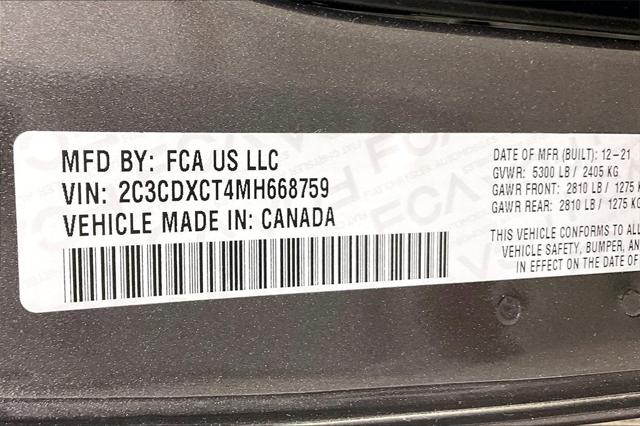 MFD BY: FCA US LLC
VIN: 2C3CDXCT4MH668759
VEHICLE MADE IN: CANADA
DATE OF MFR (BUILT): 12-21
GVWR: 5300 LB / 2405 KG
GAWR FRONT: 2810 LB / 1275 K
GAWR REAR: 2810 LB / 1275 K
THIS VEHICLE CONFORMS TO ALL
VEHICLE SAFETY, BUMPER, AN
IN EFFECT ON THE DATE OF